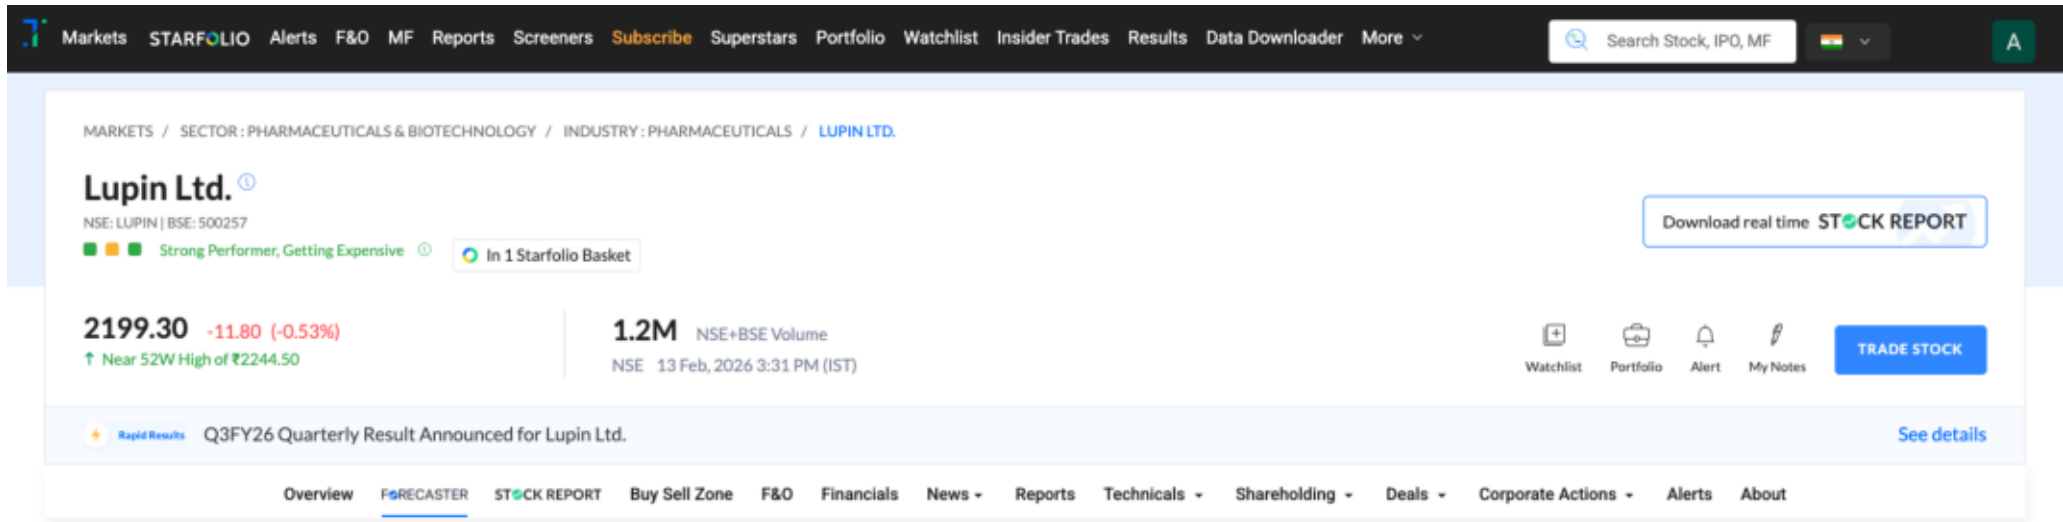 Markets STARFOLIO Alerts F&O MF Reports Screeners Subscribe Superstars Portfolio Watchlist Insider Trades Results Data Downloader More Search Stock, IPO, MF A
MARKETS / SECTOR : PHARMACEUTICALS & BIOTECHNOLOGY / INDUSTRY : PHARMACEUTICALS / LUPIN LTD.
Lupin Ltd.
NSE: LUPIN | BSE: 500257
Strong Performer, Getting Expensive In 1 Starfolio Basket
Download real time STOCK REPORT
2199.30 -11.80 (-0.53%)
↑ Near 52W High of ₹2244.50
1.2M NSE+BSE Volume
NSE 13 Feb, 2026 3:31 PM (IST)
Watchlist Portfolio Alert My Notes TRADE STOCK
Rapid Results Q3FY26 Quarterly Result Announced for Lupin Ltd. See details
Overview FORECASTER STOCK REPORT Buy Sell Zone F&O Financials News Reports Technicals Shareholding Deals Corporate Actions Alerts About